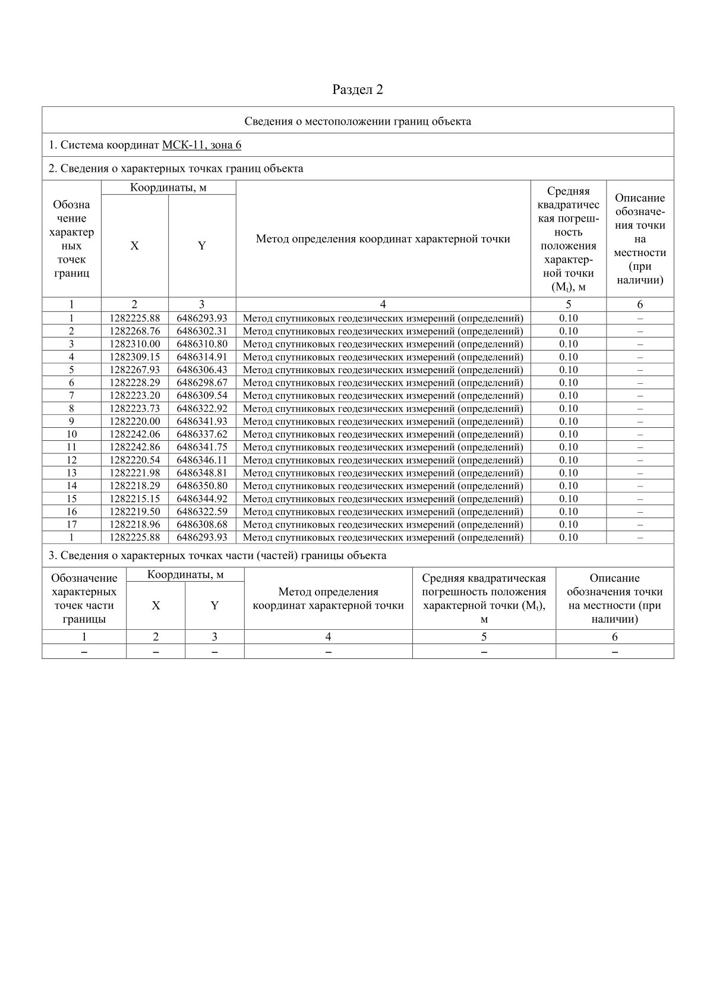 Раздел 2
Сведения о местоположении границ объекта
1. Система координат МСК-11, зона 6
2. Сведения о характерных точках границ объекта
Обозна
чение
характер
ных
точек
границ
Координаты, м
X
Y
Метод определения координат характерной точки
Средняя
квадратичес
кая погреш-
ность
положения
характер-
ной точки
(Mt), м
Описание
обозначе-
ния точки
на
местности
(при
наличии)
1 2 3 4 5 6
1 1282225.88 6486293.93 Метод спутниковых геодезических измерений (определений) 0.10 –
2 1282268.76 6486302.31 Метод спутниковых геодезических измерений (определений) 0.10 –
3 1282310.00 6486310.80 Метод спутниковых геодезических измерений (определений) 0.10 –
4 1282309.15 6486314.91 Метод спутниковых геодезических измерений (определений) 0.10 –
5 1282267.93 6486306.43 Метод спутниковых геодезических измерений (определений) 0.10 –
6 1282228.29 6486298.67 Метод спутниковых геодезических измерений (определений) 0.10 –
7 1282223.20 6486309.54 Метод спутниковых геодезических измерений (определений) 0.10 –
8 1282223.73 6486322.92 Метод спутниковых геодезических измерений (определений) 0.10 –
9 1282220.00 6486341.93 Метод спутниковых геодезических измерений (определений) 0.10 –
10 1282242.06 6486337.62 Метод спутниковых геодезических измерений (определений) 0.10 –
11 1282242.86 6486341.75 Метод спутниковых геодезических измерений (определений) 0.10 –
12 1282220.54 6486346.11 Метод спутниковых геодезических измерений (определений) 0.10 –
13 1282221.98 6486348.81 Метод спутниковых геодезических измерений (определений) 0.10 –
14 1282218.29 6486350.80 Метод спутниковых геодезических измерений (определений) 0.10 –
15 1282215.15 6486344.92 Метод спутниковых геодезических измерений (определений) 0.10 –
16 1282219.50 6486322.59 Метод спутниковых геодезических измерений (определений) 0.10 –
17 1282218.96 6486308.68 Метод спутниковых геодезических измерений (определений) 0.10 –
1 1282225.88 6486293.93 Метод спутниковых геодезических измерений (определений) 0.10 –
3. Сведения о характерных точках части (частей) границы объекта
Обозначение
характерных
точек части
границы
Координаты, м
X
Y
Метод определения
координат характерной точки
Средняя квадратическая
погрешность положения
характерной точки (Mt),
м
Описание
обозначения точки
на местности (при
наличии)
1 2 3 4 5 6
– – – – – –